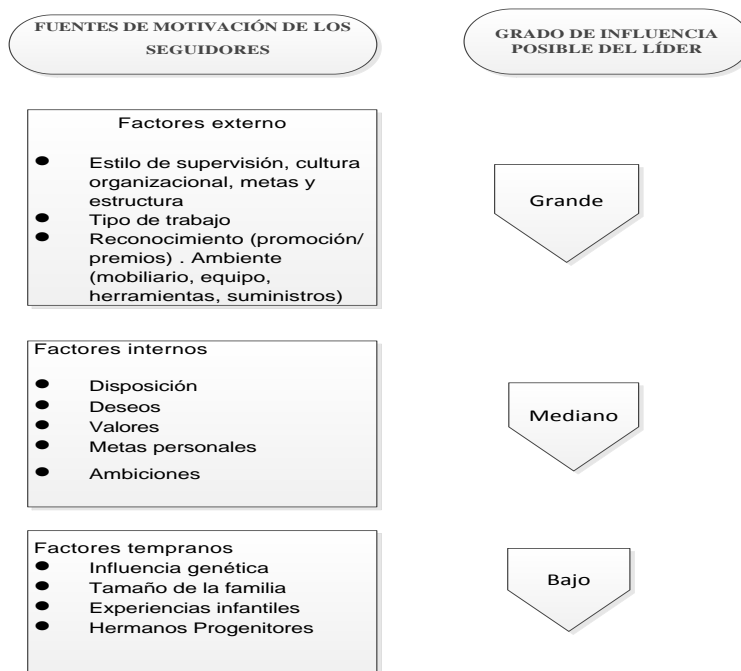 FUENTES DE MOTIVACIÓN DE LOS
SEGUIDORES
GRADO DE INFLUENCIA
POSIBLE DEL LÍDER
Factores externo
● Estilo de supervisión, cultura
organizacional, metas y
estructura
● Tipo de trabajo
● Reconocimiento (promoción/
premios) . Ambiente
(mobiliario, equipo,
herramientas, suministros)
Grande
Factores internos
● Disposición
● Deseos
● Valores
● Metas personales
● Ambiciones
Mediano
Factores tempranos
● Influencia genética
● Tamaño de la familia
● Experiencias infantiles
● Hermanos Progenitores
Bajo